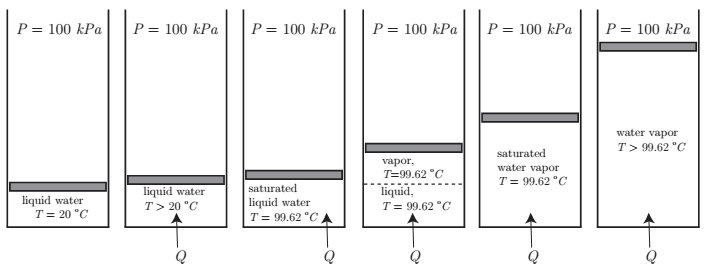 P = 100 kPa
liquid water
T = 20 °C
P = 100 kPa
liquid water
T > 20 °C
Q
P = 100 kPa
saturated
liquid water
T = 99.62 °C
Q
P = 100 kPa
vapor,
T=99.62 °C
liquid,
T = 99.62 °C
Q
P = 100 kPa
saturated
water vapor
T = 99.62 °C
Q
P = 100 kPa
water vapor
T > 99.62 °C
Q